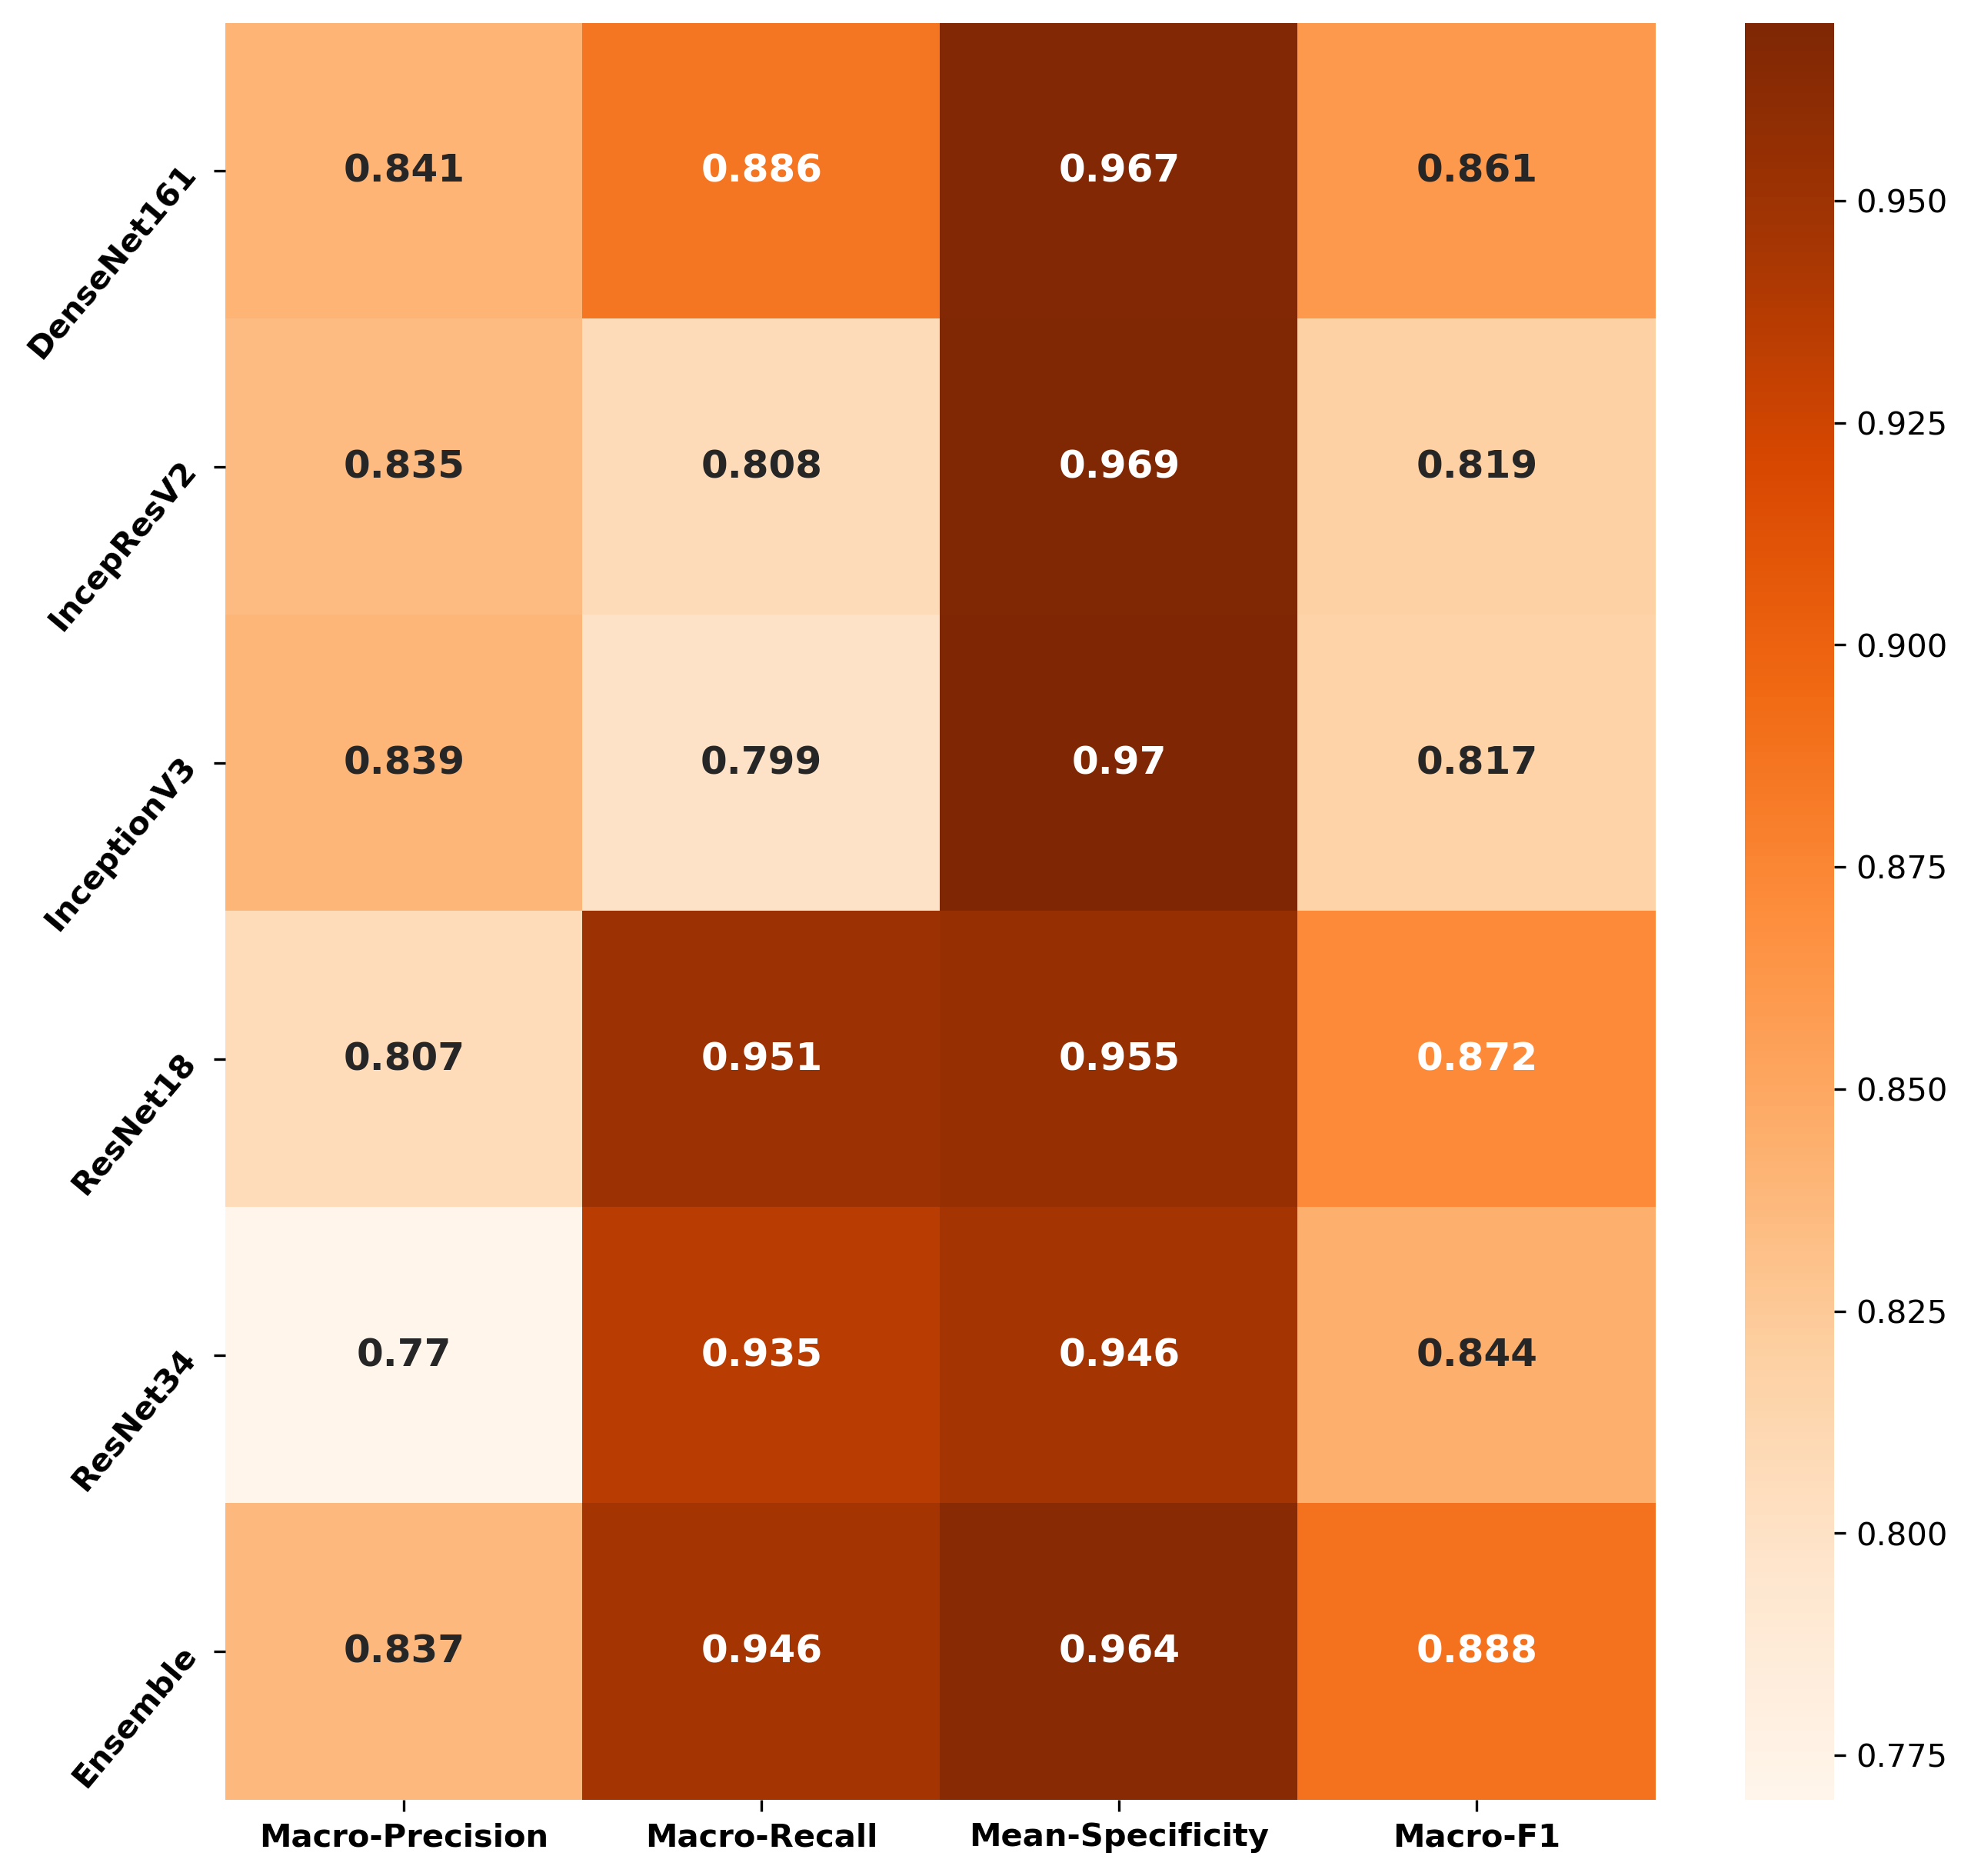 DenseNet161 0.841 0.886 0.967 0.861
IncepResV2 0.835 0.808 0.969 0.819
InceptionV3 0.839 0.799 0.97 0.817
ResNet18 0.807 0.951 0.955 0.872
ResNet34 0.77 0.935 0.946 0.844
Ensemble 0.837 0.946 0.964 0.888
Macro-Precision Macro-Recall Mean-Specificity Macro-F1
0.950
0.925
0.900
0.875
0.850
0.825
0.800
0.775